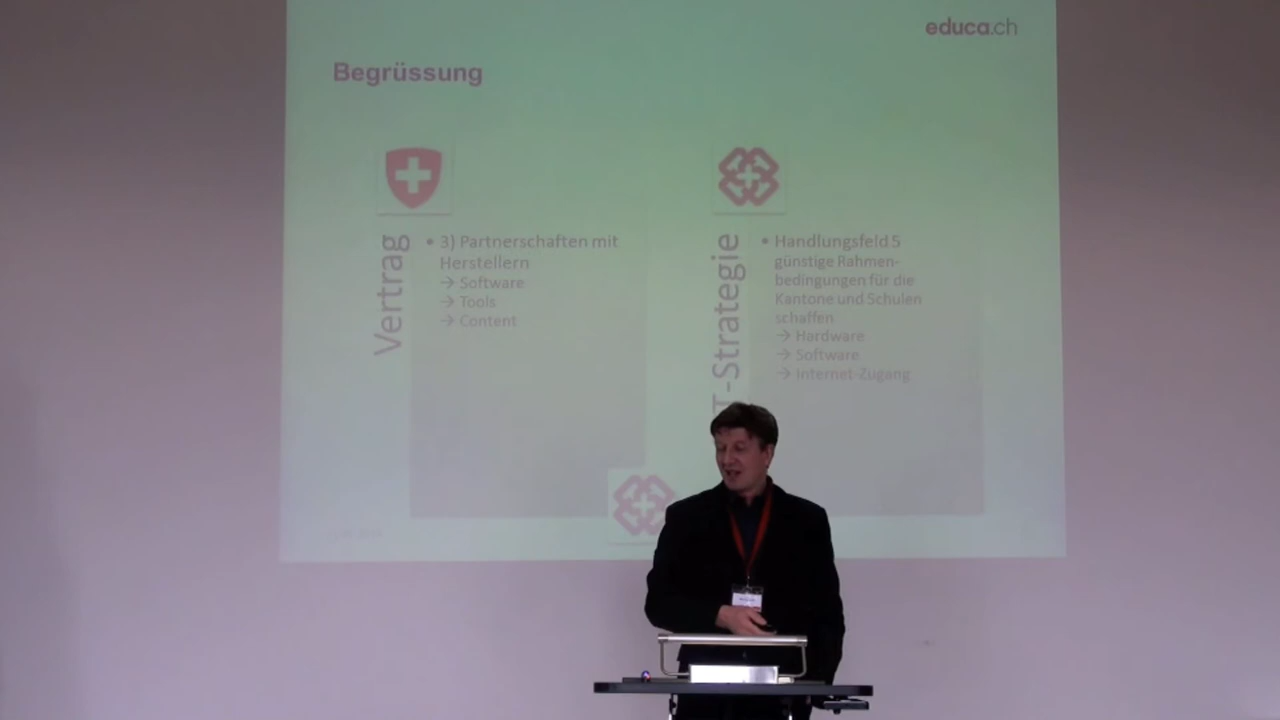 educa.ch
Begrüssung
Vertrag
• 3) Partnerschaften mit
Herstellern
→ Software
→ Tools
→ Content
T-Strategie
• Handlungsfeld 5
günstige Rahmen-
bedingungen für die
Kantone und Schulen
schaffen
→ Hardware
→ Software
→ Internet-Zugang